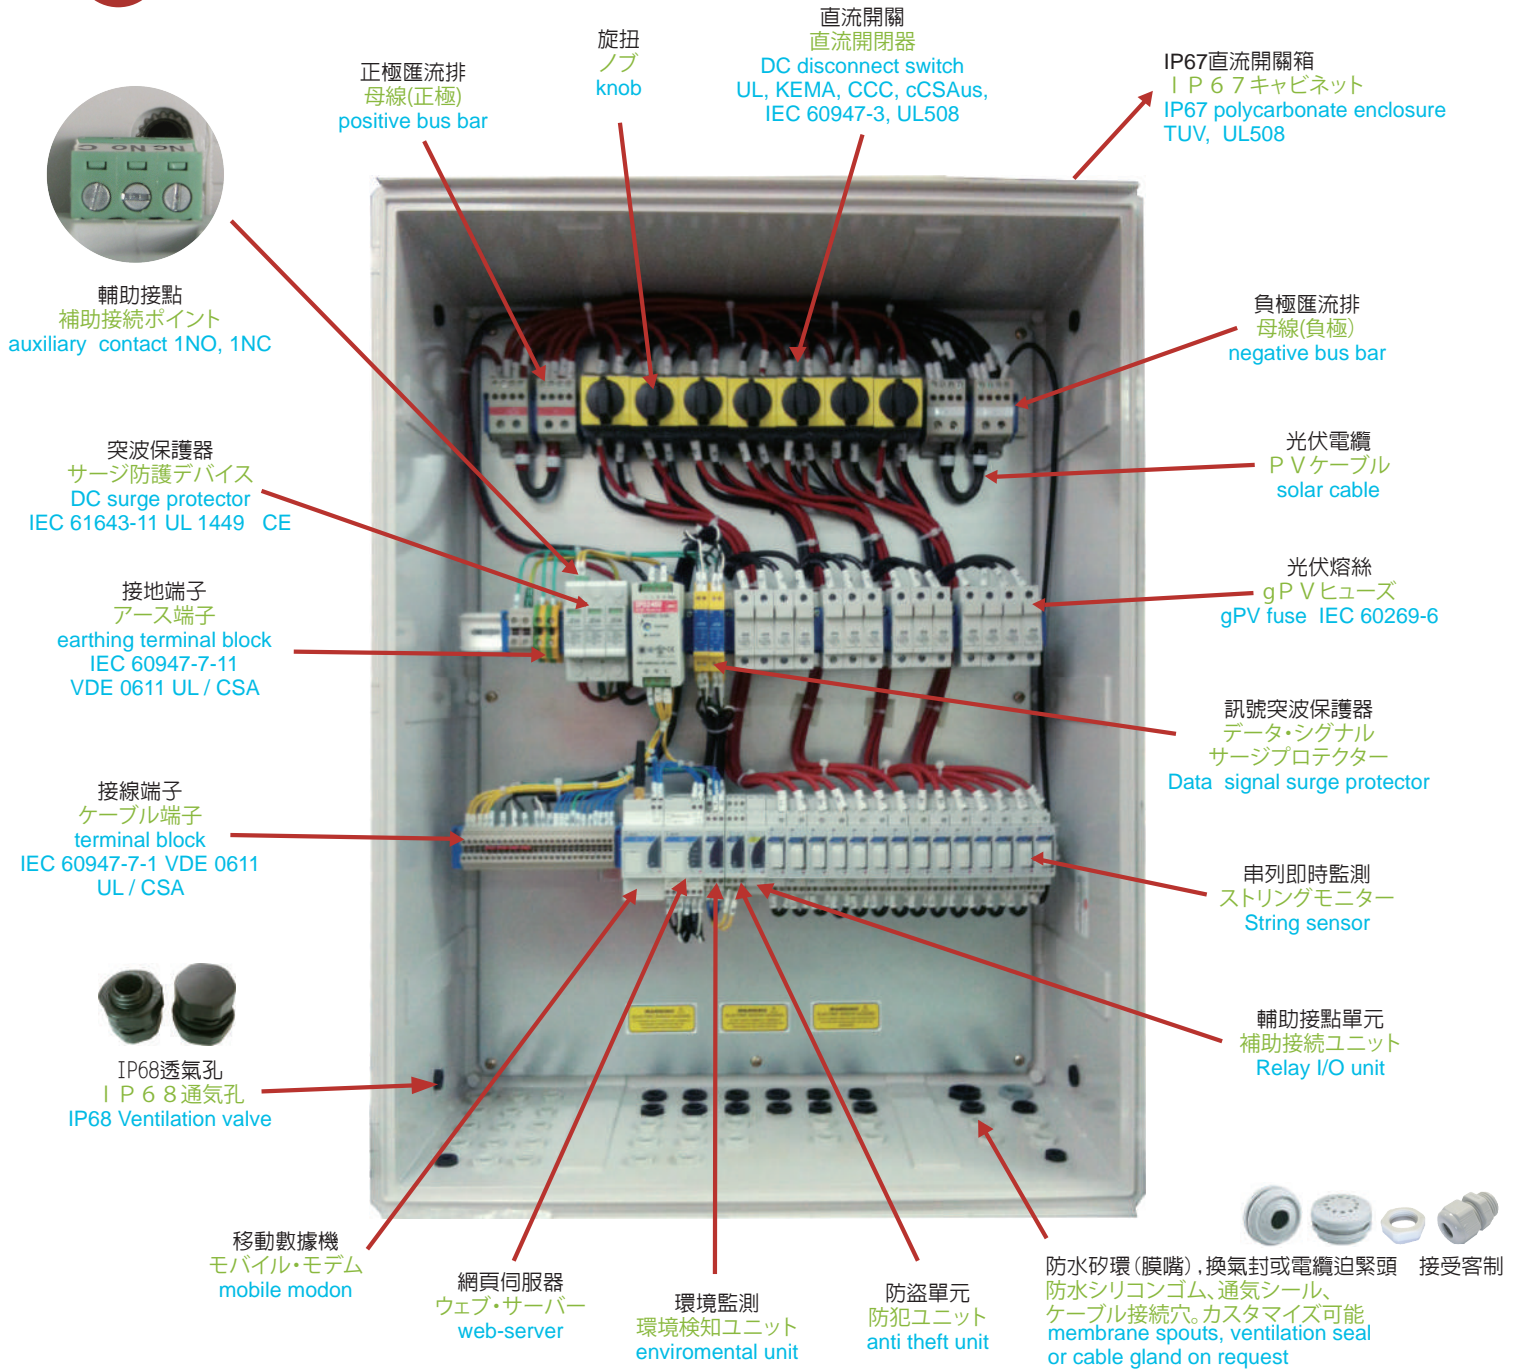 直流開關
直流開閉器
DC disconnect switch
UL, KEMA, CCC, cCSAus,
IEC 60947-3, UL508
旋扭
ノブ
knob
正極匯流排
母線(正極)
positive bus bar
IP67直流開關箱
ＩＰ６７キャビネット
IP67 polycarbonate enclosure
TUV, UL508
Nc No C
輔助接點
補助接続ポイント
auxiliary contact 1NO, 1NC
負極匯流排
母線(負極)
negative bus bar
突波保護器
サージ防護デバイス
DC surge protector
IEC 61643-11 UL 1449 CE
光伏電纜
ＰＶケーブル
solar cable
接地端子
アース端子
earthing terminal block
IEC 60947-7-11
VDE 0611 UL / CSA
光伏熔絲
gＰＶヒューズ
gPV fuse IEC 60269-6
訊號突波保護器
データ・シグナル
サージプロテクター
Data signal surge protector
接線端子
ケーブル端子
terminal block
IEC 60947-7-1 VDE 0611
UL / CSA
串列即時監測
ストリングモニター
String sensor
IP68透氣孔
ＩＰ６８通気孔
IP68 Ventilation valve
輔助接點單元
補助接続ユニット
Relay I/O unit
移動數據機
モバイル・モデム
mobile modon
網頁伺服器
ウェブ・サーバー
web-server
環境監測
環境検知ユニット
enviromental unit
防盜單元
防犯ユニット
anti theft unit
防水矽環(膜嘴),換氣封或電纜迫緊頭 接受客制
防水シリコンゴム、通気シール、
ケーブル接続穴。カスタマイズ可能
membrane spouts, ventilation seal
or cable gland on request